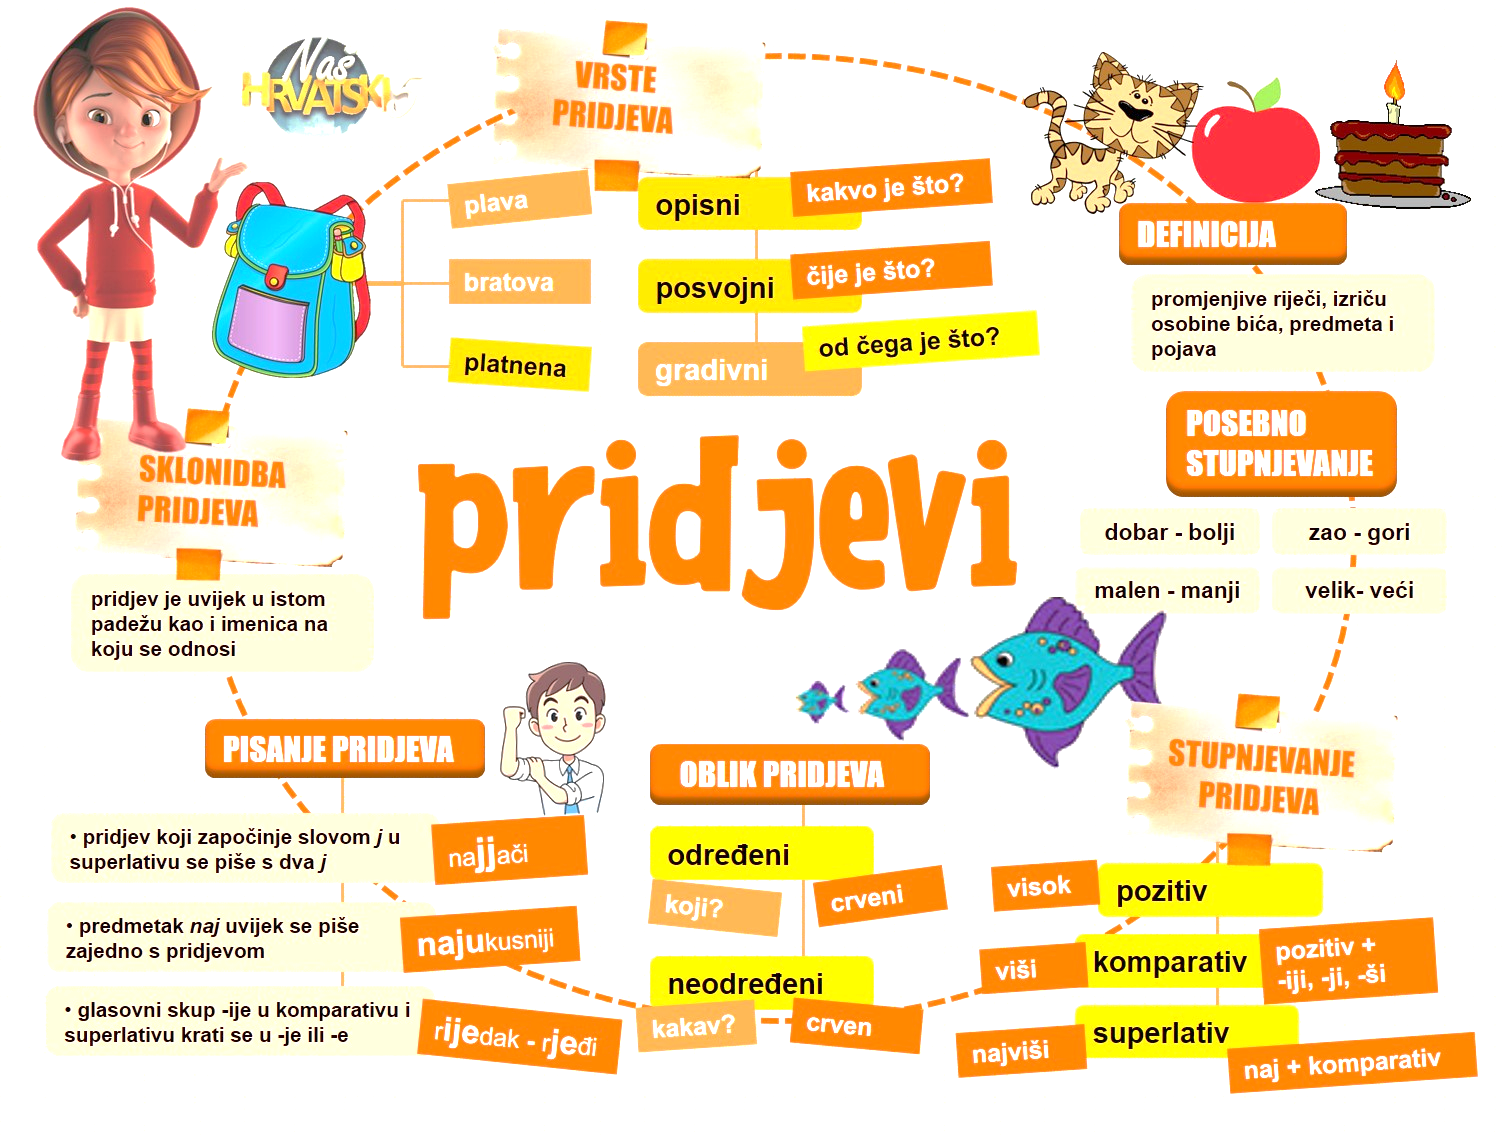 Naš
HRVATSKI
VRSTE
PRIDJEVA
plava
bratova
platnena
opisni
kakvo je što?
posvojni
čije je što?
gradivni
od čega je što?
DEFINICIJA
promjenjive riječi, izriču
osobine bića, predmeta i
pojava
POSEBNO
STUPNJEVANJE
dobar - bolji
zao - gori
malen - manji
velik- veći
pridjevi
SKLONIDBA
PRIDJEVA
pridjev je uvijek u istom
padežu kao i imenica na
koju se odnosi
PISANJE PRIDJEVA
• pridjev koji započinje slovom j u
superlativu se piše s dva j
najjači
• predmetak naj uvijek se piše
zajedno s pridjevom
najukusniji
• glasovni skup -ije u komparativu i
superlativu krati se u -je ili -e
rijedak - rjeđi
OBLIK PRIDJEVA
određeni
koji?
crveni
neodređeni
kakav?
crven
STUPNJEVANJE
PRIDJEVA
visok
pozitiv
viši
komparativ
pozitiv +
-iji, -ji, -ši
superlativ
najviši
naj + komparativ